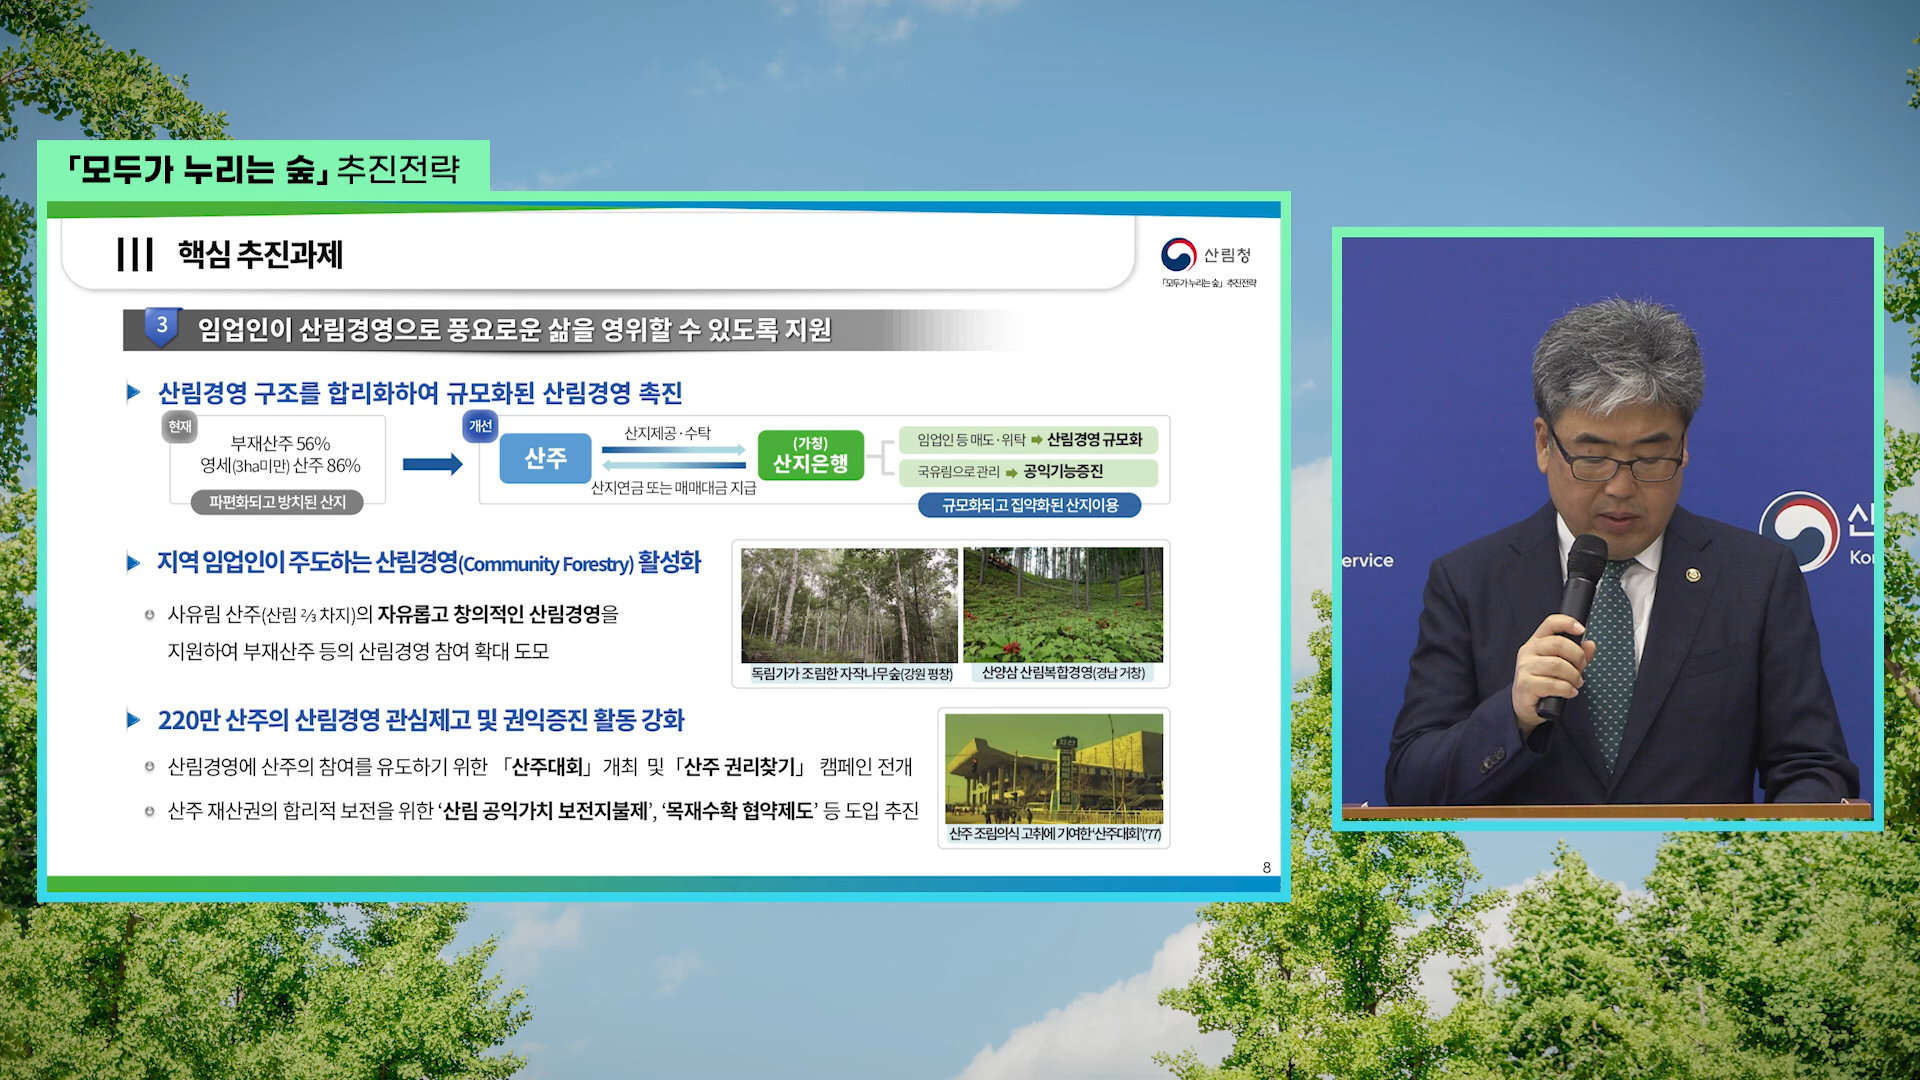 「모두가 누리는 숲」 추진전략
III 핵심 추진과제
산림청
「모두가 누리는 숲」 추진전략
3 임업인이 산림경영으로 풍요로운 삶을 영위할 수 있도록 지원
산림경영 구조를 합리화하여 규모화된 산림경영 촉진
현재
부재산주 56%
영세(3ha미만) 산주 86%
파편화되고 방치된 산지
개선
산주
산지제공·수탁
산지연금 또는 매매대금 지급
(가칭)
산지은행
임업인 등 매도·위탁 ➡ 산림경영 규모화
국유림으로 관리 ➡ 공익기능증진
규모화되고 집약화된 산지이용
지역 임업인이 주도하는 산림경영(Community Forestry) 활성화
사유림 산주(산림 ⅔ 차지)의 자유롭고 창의적인 산림경영을
지원하여 부재산주 등의 산림경영 참여 확대 도모
독림가가 조림한 자작나무숲(강원 평창)
산양삼 산림복합경영(경남 거창)
220만 산주의 산림경영 관심제고 및 권익증진 활동 강화
산림경영에 산주의 참여를 유도하기 위한 「산주대회」 개최 및 「산주 권리찾기」 캠페인 전개
산주 재산권의 합리적 보전을 위한 ‘산림 공익가치 보전지불제’, ‘목재수확 협약제도’ 등 도입 추진
산주 조림의식 고취에 기여한 ‘산주대회’(’77)
8
ervice
산
Ko